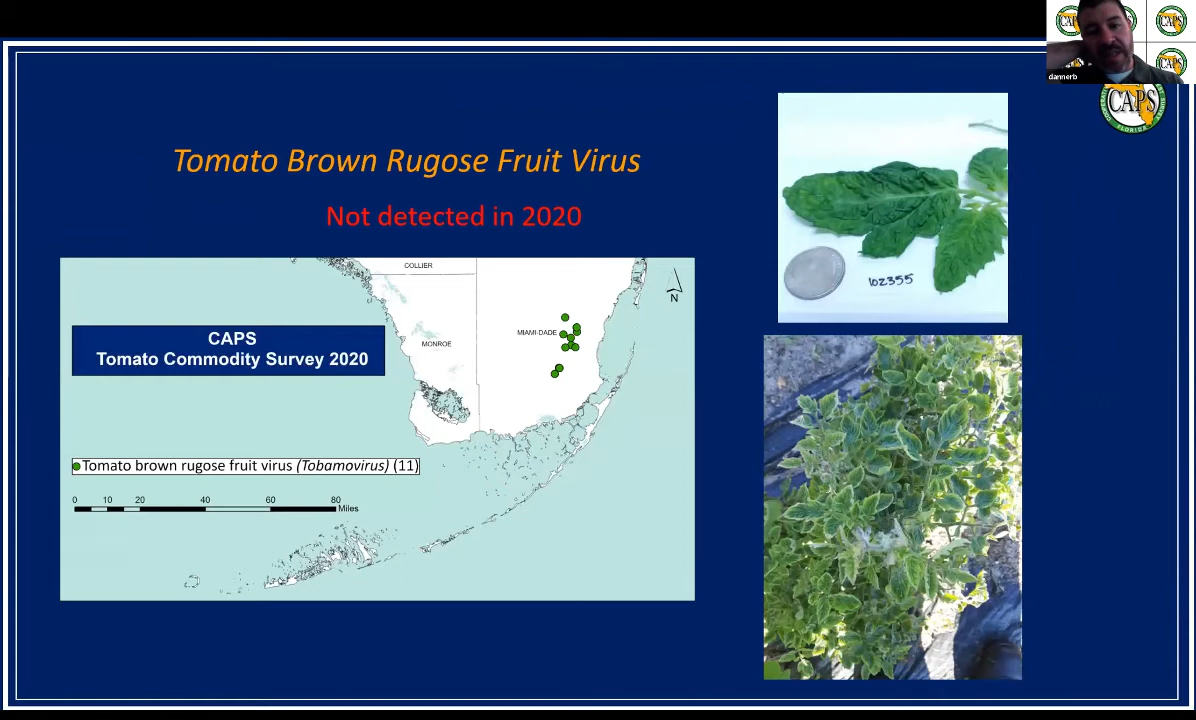 dannerb
CAPS
FLORIDA
Tomato Brown Rugose Fruit Virus
Not detected in 2020
COLLIER
N
MIAMI-DADE
MONROE
CAPS
Tomato Commodity Survey 2020
Tomato brown rugose fruit virus (Tobamovirus) (11)
0 10 20 40 60 80
Miles
102355